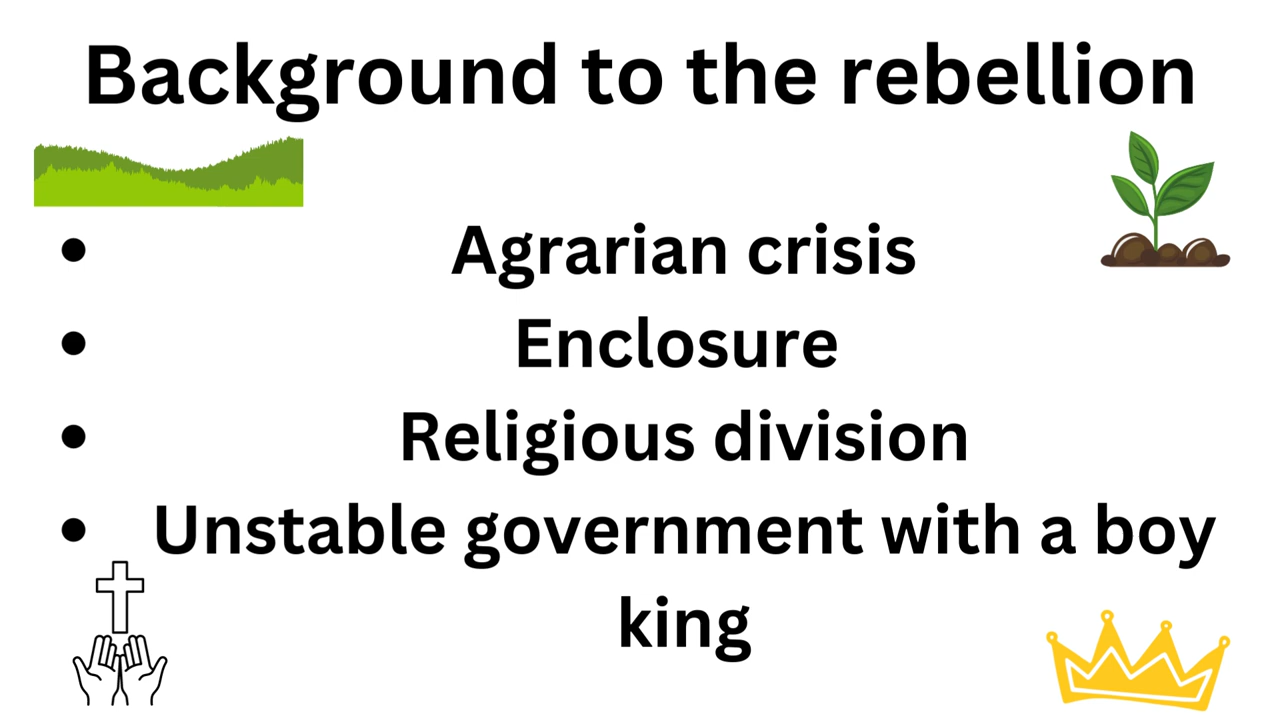 Background to the rebellion
• Agrarian crisis
• Enclosure
• Religious division
• Unstable government with a boy
king